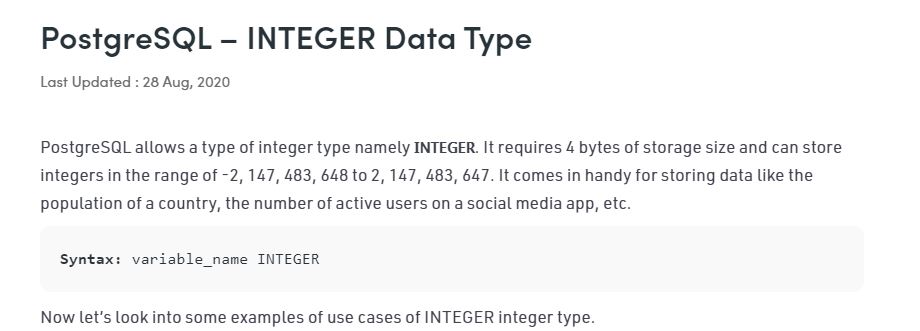 PostgreSQL – INTEGER Data Type
Last Updated : 28 Aug, 2020
PostgreSQL allows a type of integer type namely INTEGER. It requires 4 bytes of storage size and can store
integers in the range of -2, 147, 483, 648 to 2, 147, 483, 647. It comes in handy for storing data like the
population of a country, the number of active users on a social media app, etc.
Syntax: variable_name INTEGER
Now let’s look into some examples of use cases of INTEGER integer type.